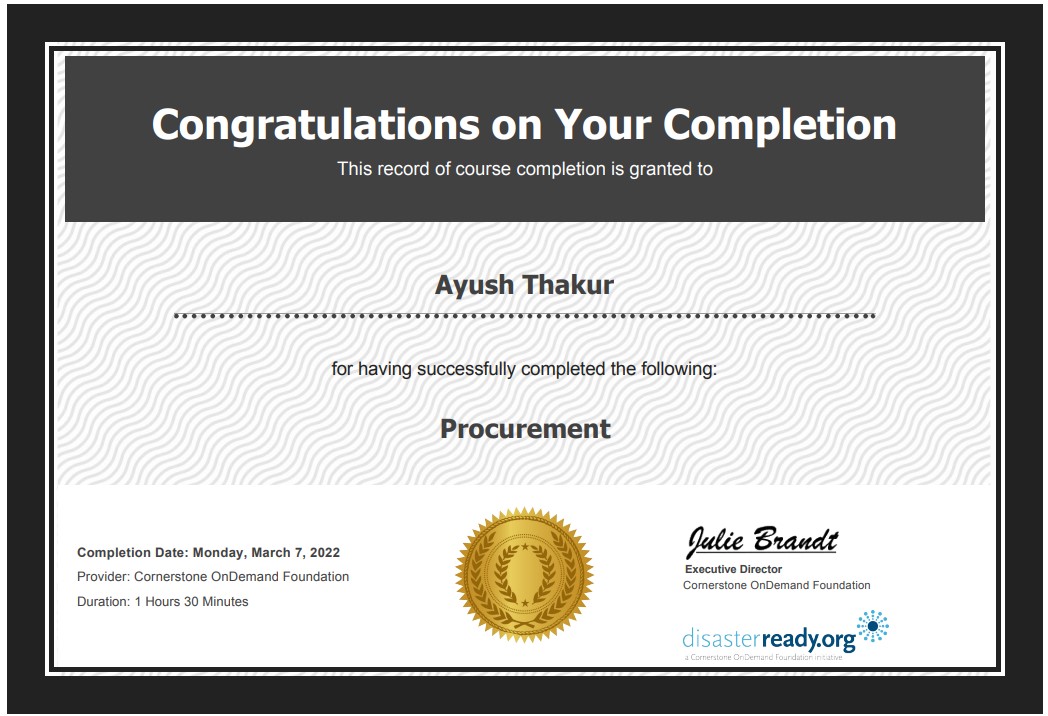 Congratulations on Your Completion
This record of course completion is granted to
Ayush Thakur
for having successfully completed the following:
Procurement
Completion Date: Monday, March 7, 2022
Provider: Cornerstone OnDemand Foundation
Duration: 1 Hours 30 Minutes
Julie Brandt
Executive Director
Cornerstone OnDemand Foundation
disasterready.org
a Cornerstone OnDemand Foundation initiative